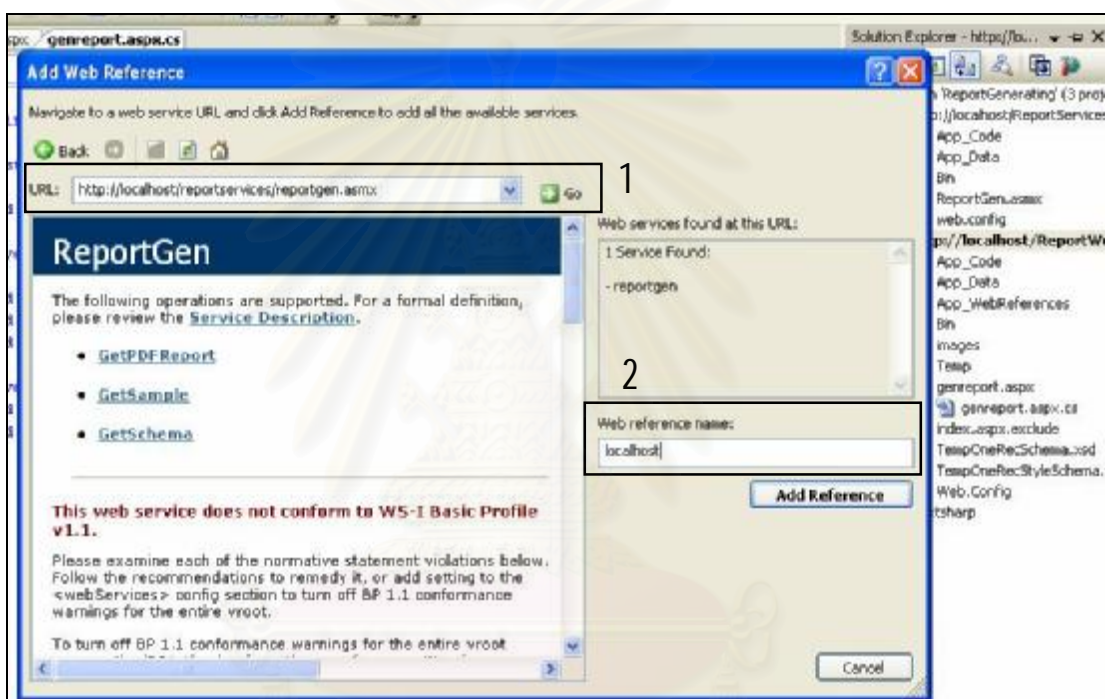 genreport.aspx.cs
Solution Explorer - http://lo...
Add Web Reference
Navigate to a web service URL and click Add Reference to add all the available services.
Back
URL: http://localhost/reportservices/reportgen.asmx
Go
1
ReportGen
The following operations are supported. For a formal definition,
please review the Service Description.
• GetPDFReport
• GetSample
• GetSchema
This web service does not conform to WS-I Basic Profile
v1.1.
Please examine each of the normative statement violations below.
Follow the recommendations to remedy it, or add setting to the
<webServices> config section to turn off BP 1.1 conformance
warnings for the entire vroot.
To turn off BP 1.1 conformance warnings for the entire vroot
Web services found at this URL:
1 Service Found:
- reportgen
2
Web reference name:
localhost
Add Reference
Cancel
'ReportGenerating' (3 proj
//localhost/ReportServices
App_Code
App_Data
Bin
ReportGen.asmx
web.config
//localhost/ReportW
App_Code
App_Data
App_WebReferences
Bin
images
Temp
genreport.aspx
genreport.aspx.cs
index.aspx.exclude
TempOneRecSchema.xsd
TempOneRecStyleSchema.
Web.Config
tsharp